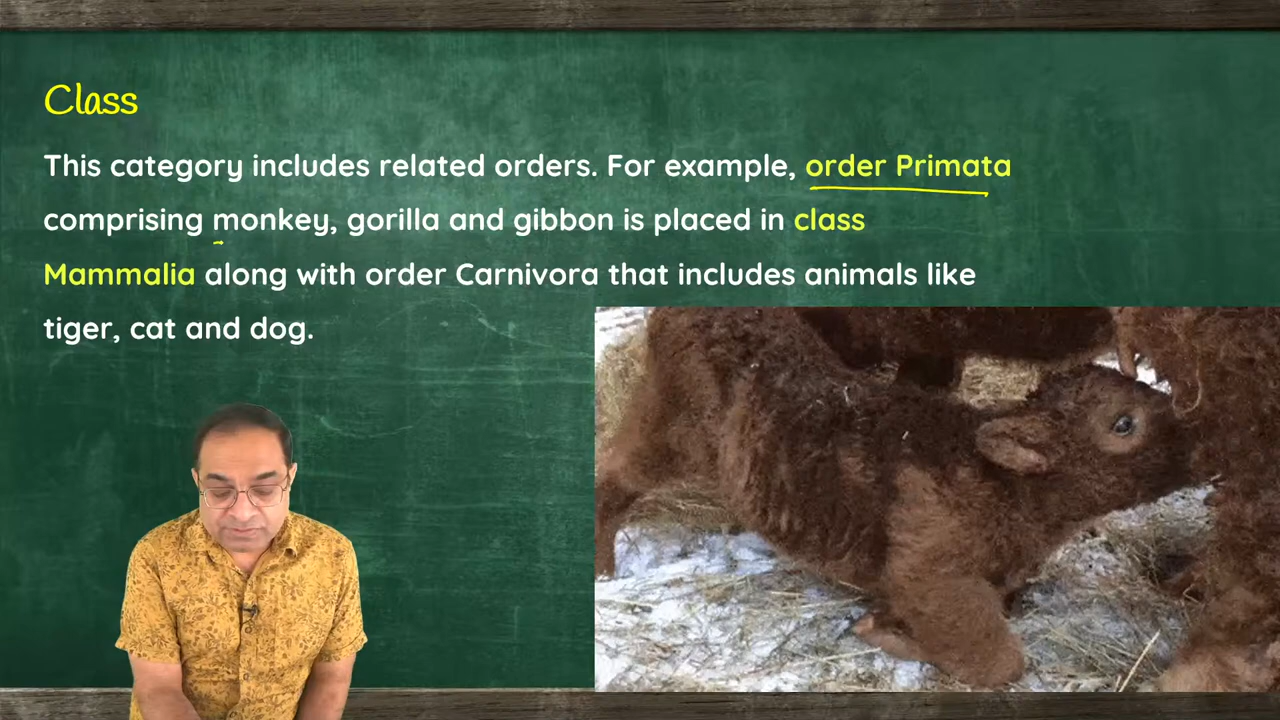 Class
This category includes related orders. For example, order Primata
comprising monkey, gorilla and gibbon is placed in class
Mammalia along with order Carnivora that includes animals like
tiger, cat and dog.